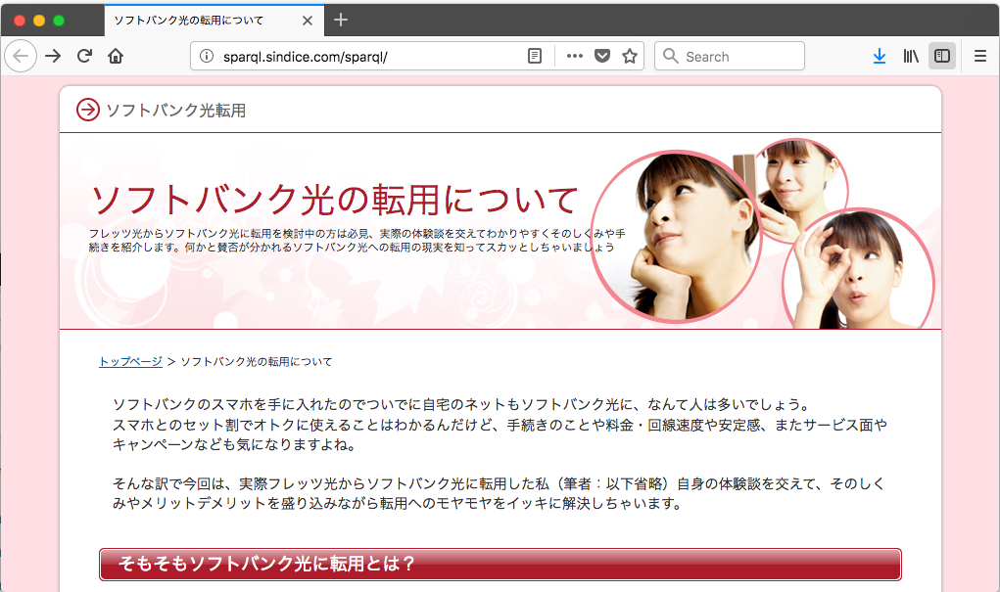 ソフトバンク光の転用について
sparql.sindice.com/sparql/
Search
ソフトバンク光転用
ソフトバンク光の転用について
フレッツ光からソフトバンク光に転用を検討中の方は必見、実際の体験談を交えてわかりやすくそのしくみや手
続きを紹介します。何かと賛否が分かれるソフトバンク光への転用の現実を知ってスカッとしちゃいましょう
トップページ > ソフトバンク光の転用について
ソフトバンクのスマホを手に入れたのでついでに自宅のネットもソフトバンク光に、なんて人は多いでしょう。
スマホとのセット割でオトクに使えることはわかるんだけど、手続きのことや料金・回線速度や安定感、またサービス面や
キャンペーンなども気になりますよね。
そんな訳で今回は、実際フレッツ光からソフトバンク光に転用した私（筆者：以下省略）自身の体験談を交えて、そのしく
みやメリットデメリットを盛り込みながら転用へのモヤモヤをイッキに解決しちゃいます。
そもそもソフトバンク光に転用とは？